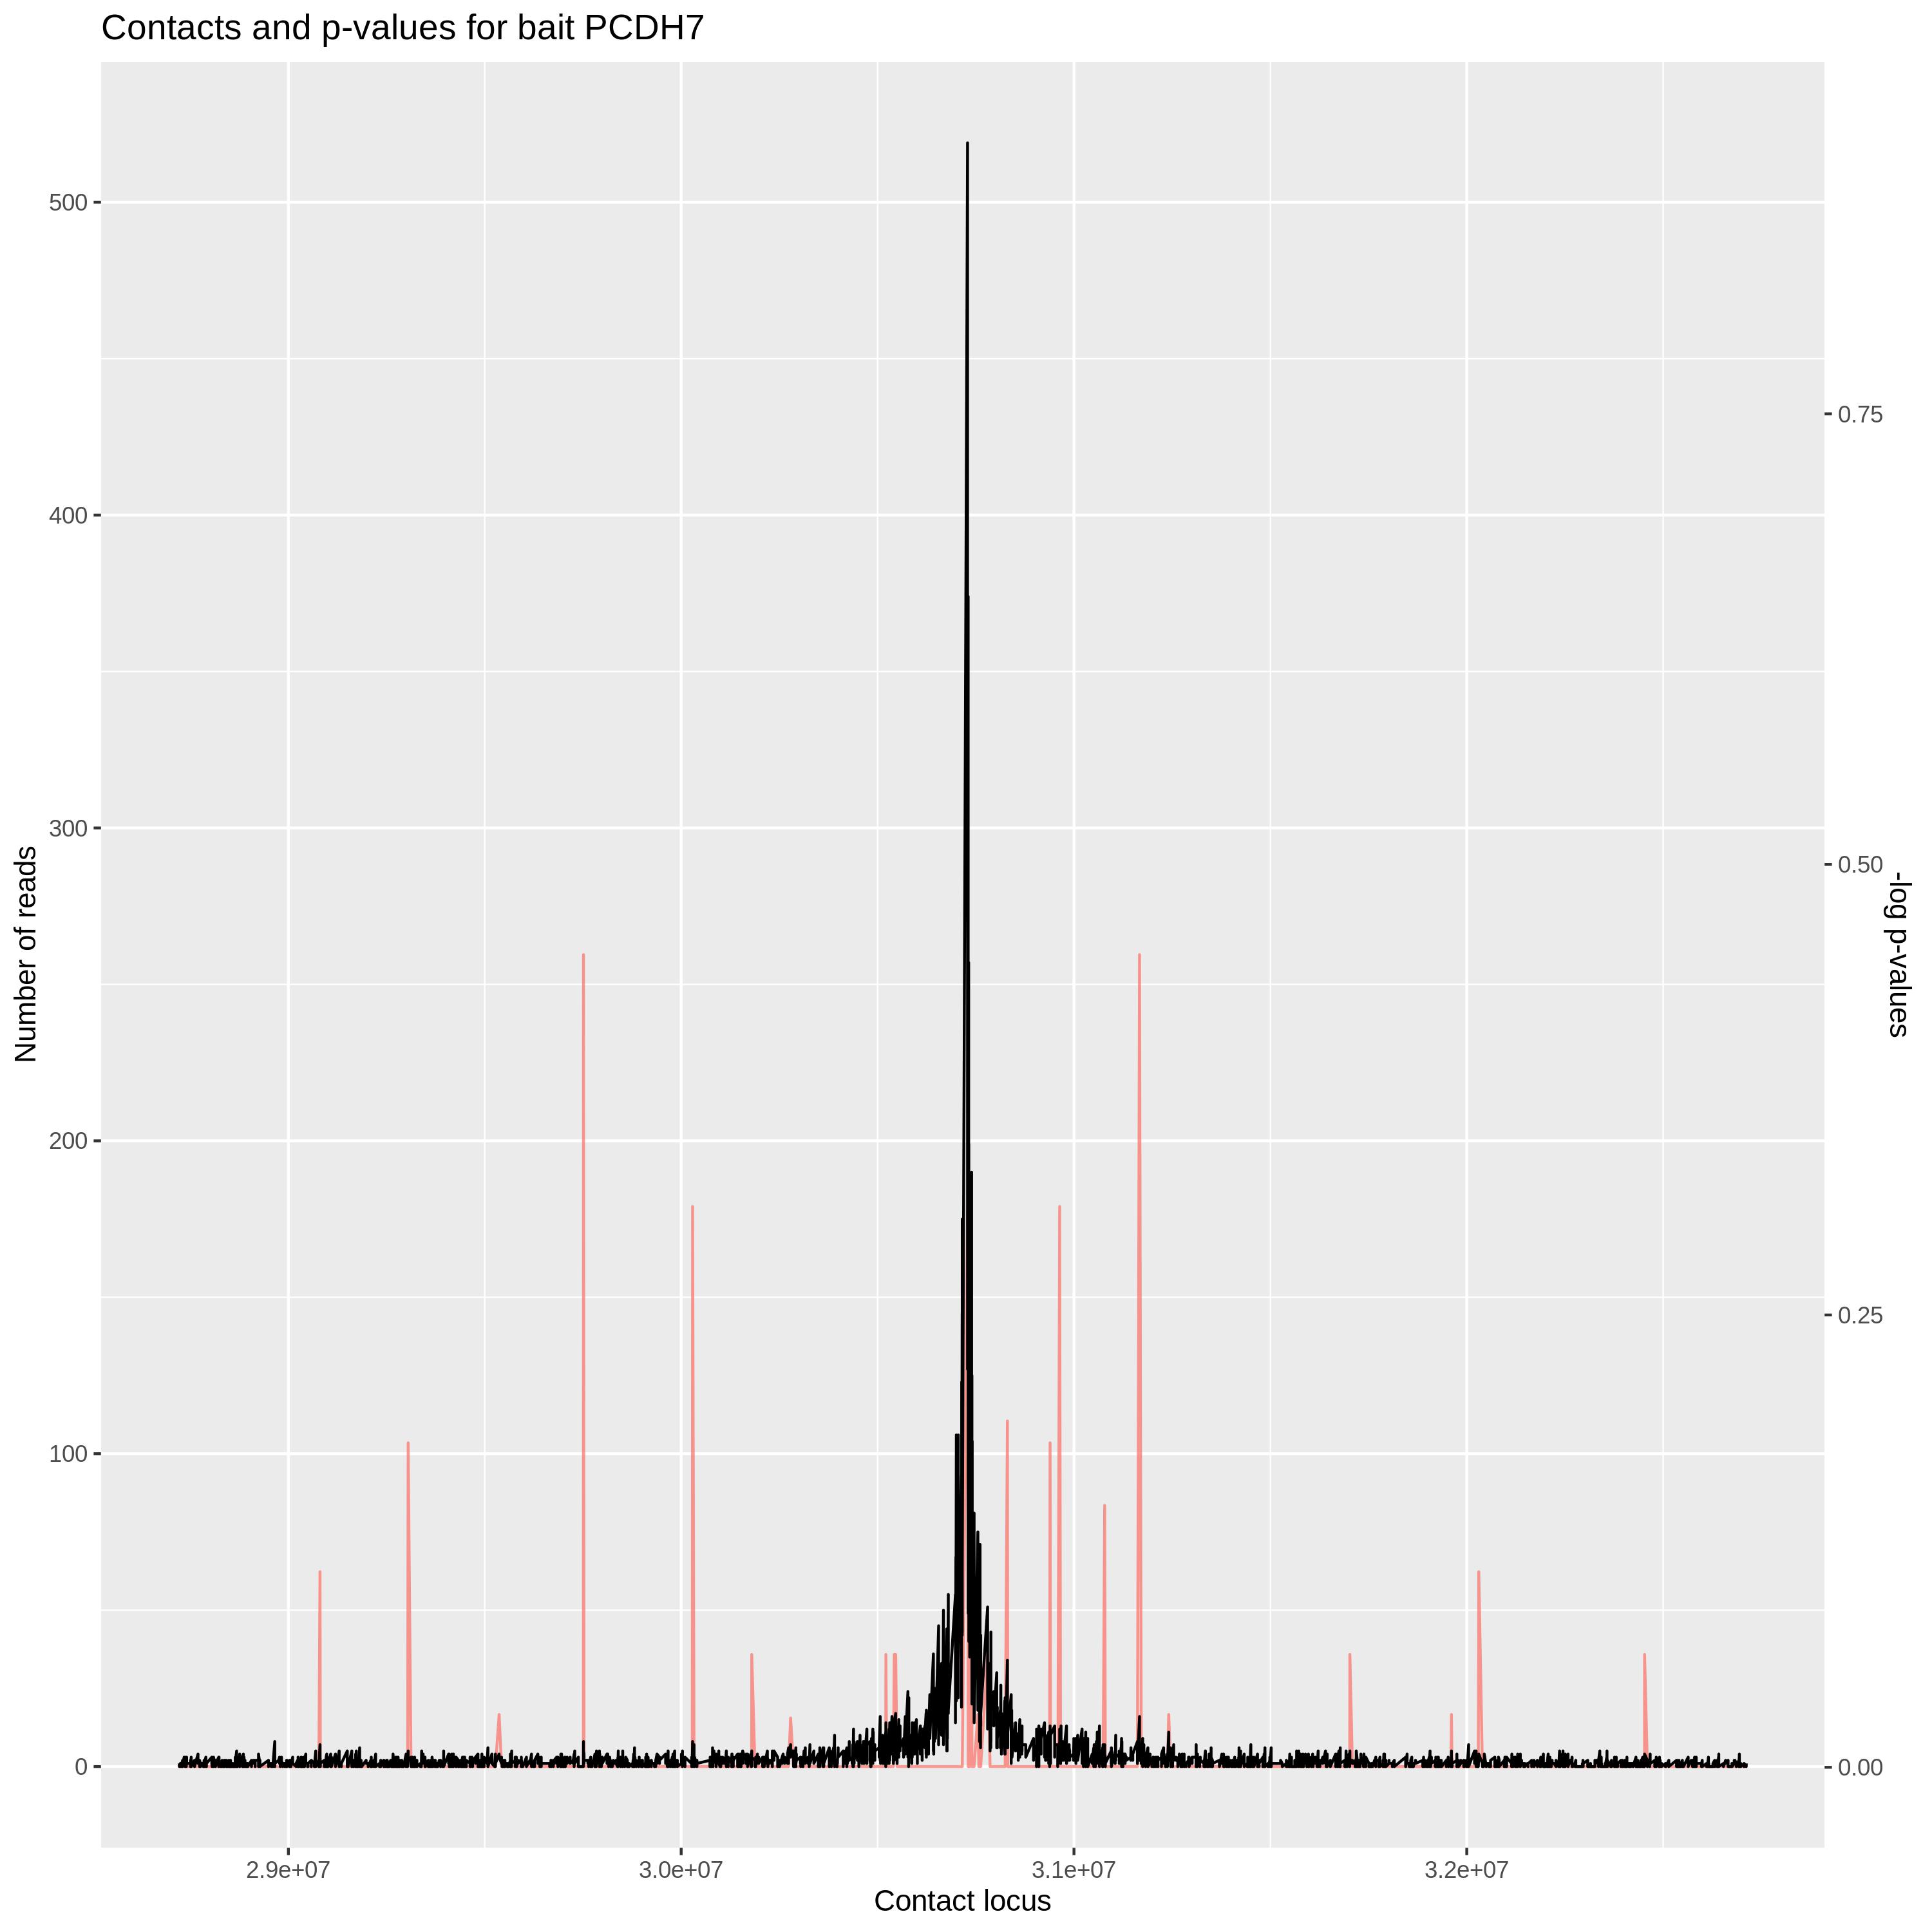 Contacts and p-values for bait PCDH7
500
400
300
200
100
0
Number of reads
0.75
0.50
0.25
0.00
-log p-values
2.9e+07
3.0e+07
3.1e+07
3.2e+07
Contact locus